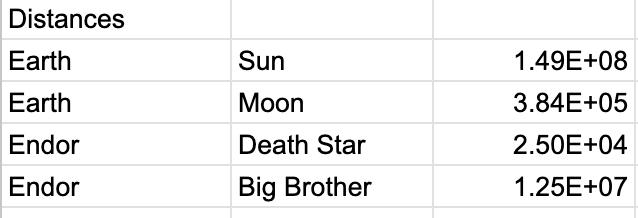 Distances
Earth Sun 1.49E+08
Earth Moon 3.84E+05
Endor Death Star 2.50E+04
Endor Big Brother 1.25E+07